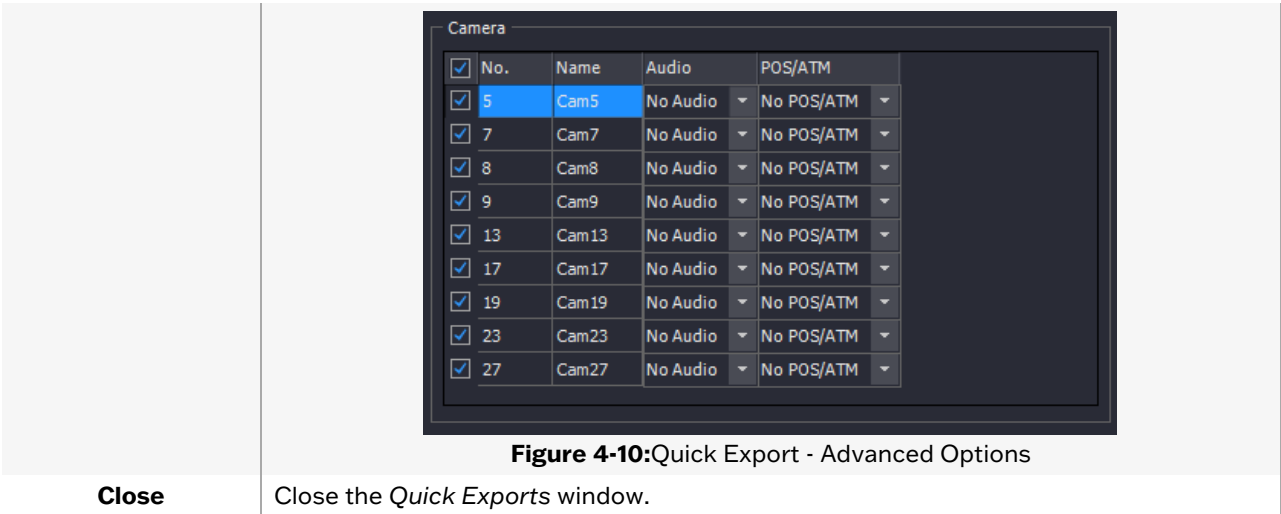 Camera
No. Name Audio POS/ATM
5 Cam5 No Audio No POS/ATM
7 Cam7 No Audio No POS/ATM
8 Cam8 No Audio No POS/ATM
9 Cam9 No Audio No POS/ATM
13 Cam13 No Audio No POS/ATM
17 Cam17 No Audio No POS/ATM
19 Cam19 No Audio No POS/ATM
23 Cam23 No Audio No POS/ATM
27 Cam27 No Audio No POS/ATM
Figure 4-10:Quick Export - Advanced Options
Close Close the Quick Exports window.